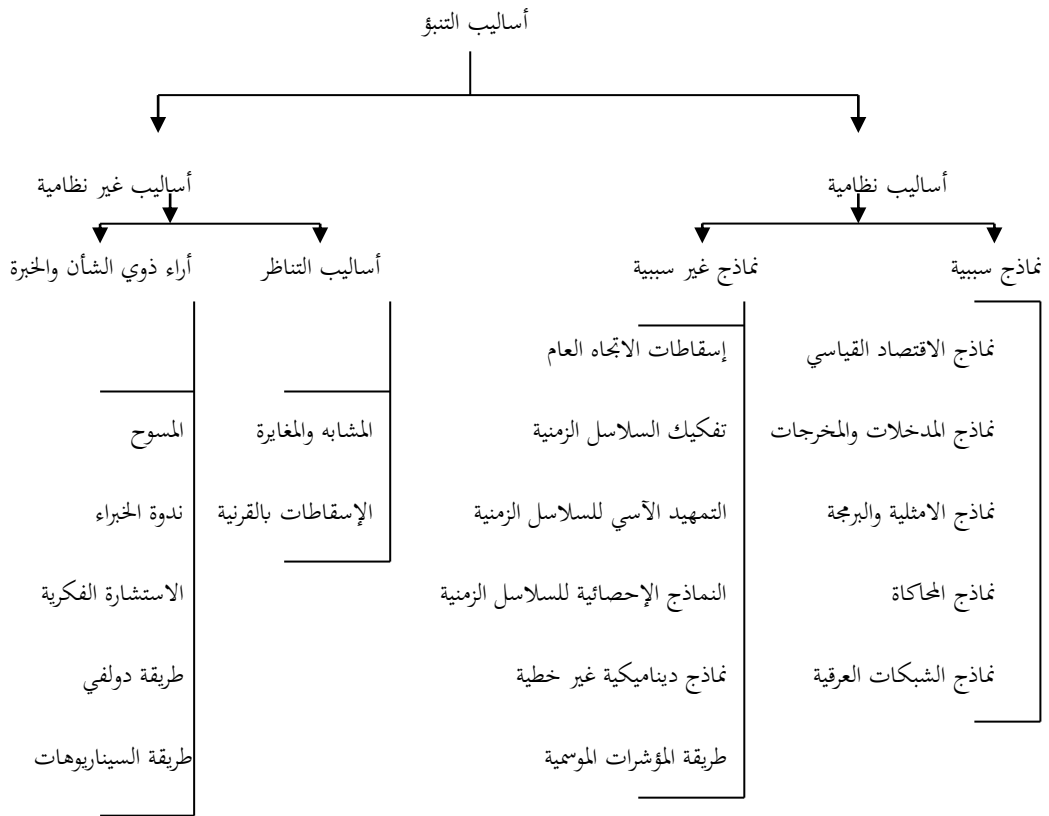 أساليب التنبؤ
أساليب نظامية
أساليب غير نظامية
نماذج سببية
نماذج غير سببية
أساليب التناظر
أراء ذوي الشأن والخبرة
نماذج الاقتصاد القياسي
نماذج المدخلات والمخرجات
نماذج الامثلية والبرمجة
نماذج المحاكاة
نماذج الشبكات العرقية
إسقاطات الاتجاه العام
تفكيك السلاسل الزمنية
التمهيد الآسي للسلاسل الزمنية
النماذج الإحصائية للسلاسل الزمنية
نماذج ديناميكية غير خطية
طريقة المؤشرات الموسمية
المشابه والمغايرة
الإسقاطات بالقرنية
المسوح
ندوة الخبراء
الاستشارة الفكرية
طريقة دولفي
طريقة السيناريوهات